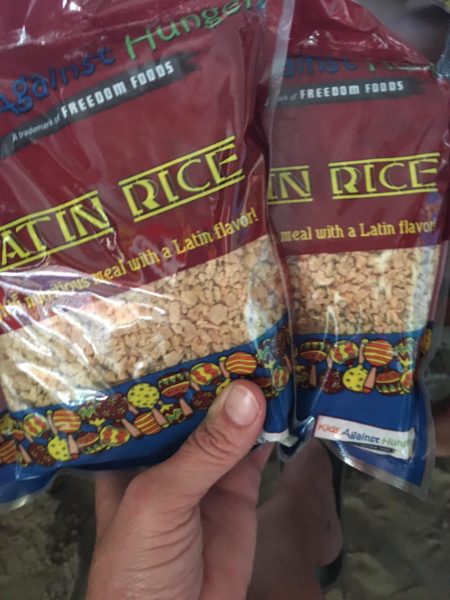 Against Hunger
A trademark of FREEDOM FOODS
ATIN RICE
nutritious meal with a Latin flavor!
FREEDOM FOODS
IN RICE
meal with a Latin flavor!
Kids Against Hunger